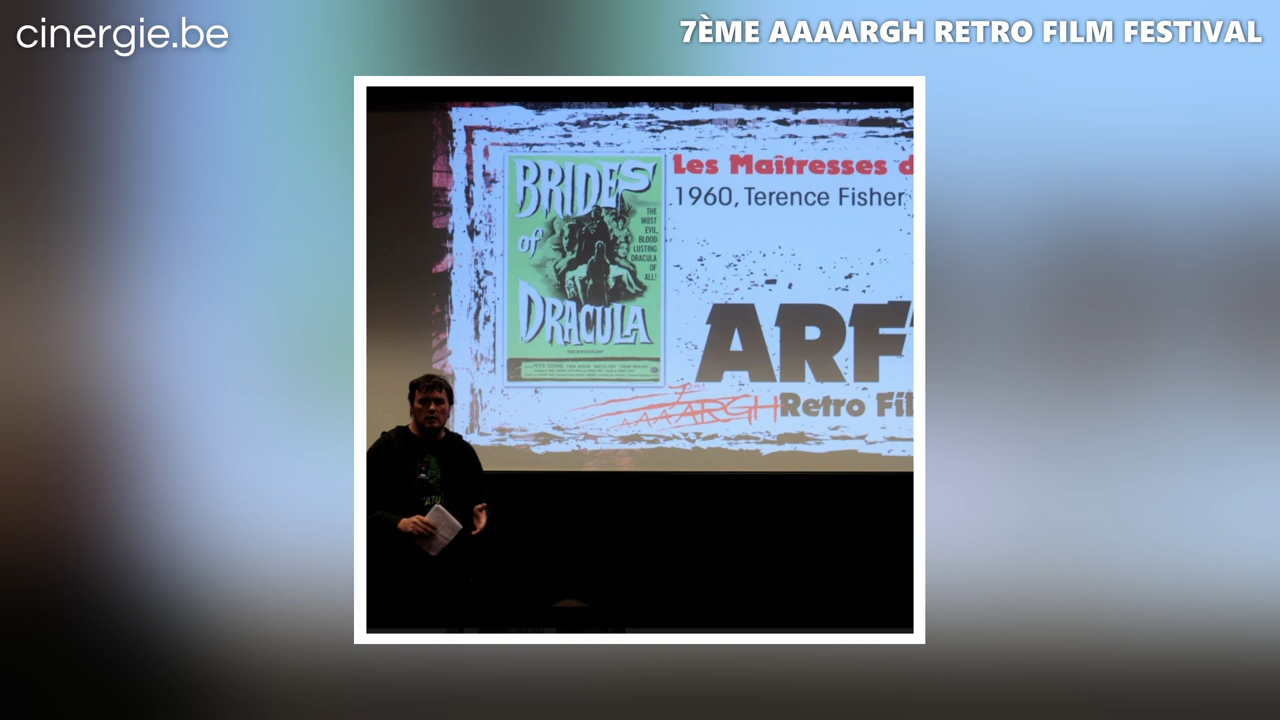 cinergie.be
7ÈME AAAARGH RETRO FILM FESTIVAL
BRIDES
of
DRACULA
THE
MOST
EVIL,
BLOOD-
LUSTING
DRACULA
OF
ALL!
Les Maîtresses d
1960, Terence Fisher
ARF
7ème
AAAARGH Retro Fil